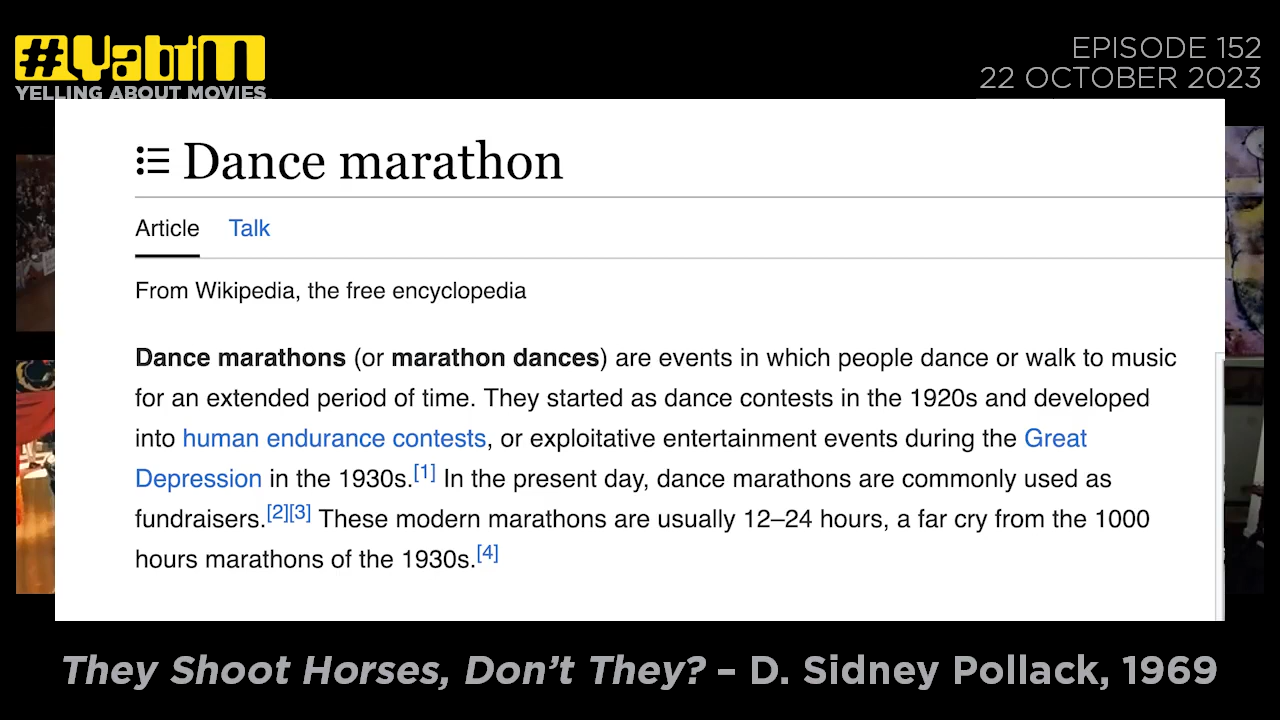 #YabtM
YELLING ABOUT MOVIES
EPISODE 152
22 OCTOBER 2023
Dance marathon
Article Talk
From Wikipedia, the free encyclopedia
Dance marathons (or marathon dances) are events in which people dance or walk to music
for an extended period of time. They started as dance contests in the 1920s and developed
into human endurance contests, or exploitative entertainment events during the Great
Depression in the 1930s.[1] In the present day, dance marathons are commonly used as
fundraisers.[2][3] These modern marathons are usually 12–24 hours, a far cry from the 1000
hours marathons of the 1930s.[4]
They Shoot Horses, Don’t They? – D. Sidney Pollack, 1969